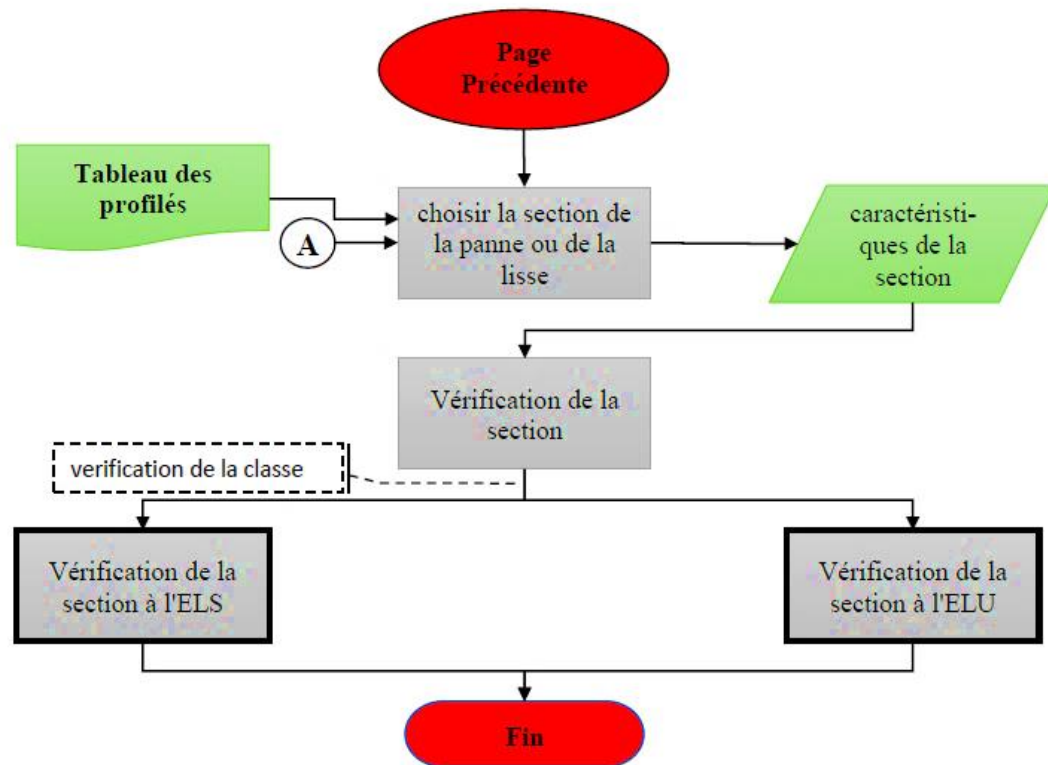 Page
Précédente
Tableau des
profilés
A
choisir la section de
la panne ou de la
lisse
caractéristi-
ques de la
section
Vérification de la
section
verification de la classe
Vérification de la
section à l'ELS
Vérification de la
section à l'ELU
Fin